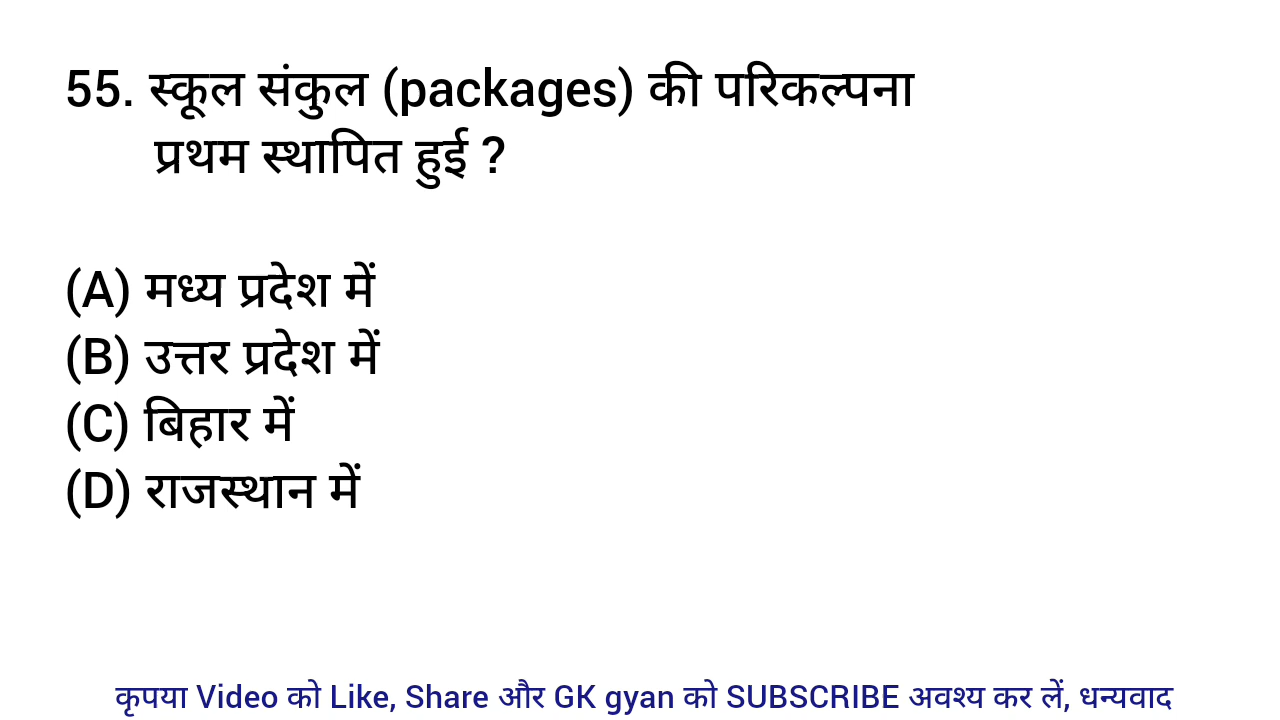 55. स्कूल संकुल (packages) की परिकल्पना
प्रथम स्थापित हुई ?
(A) मध्य प्रदेश में
(B) उत्तर प्रदेश में
(C) बिहार में
(D) राजस्थान में
कृपया Video को Like, Share और GK gyan को SUBSCRIBE अवश्य कर लें, धन्यवाद